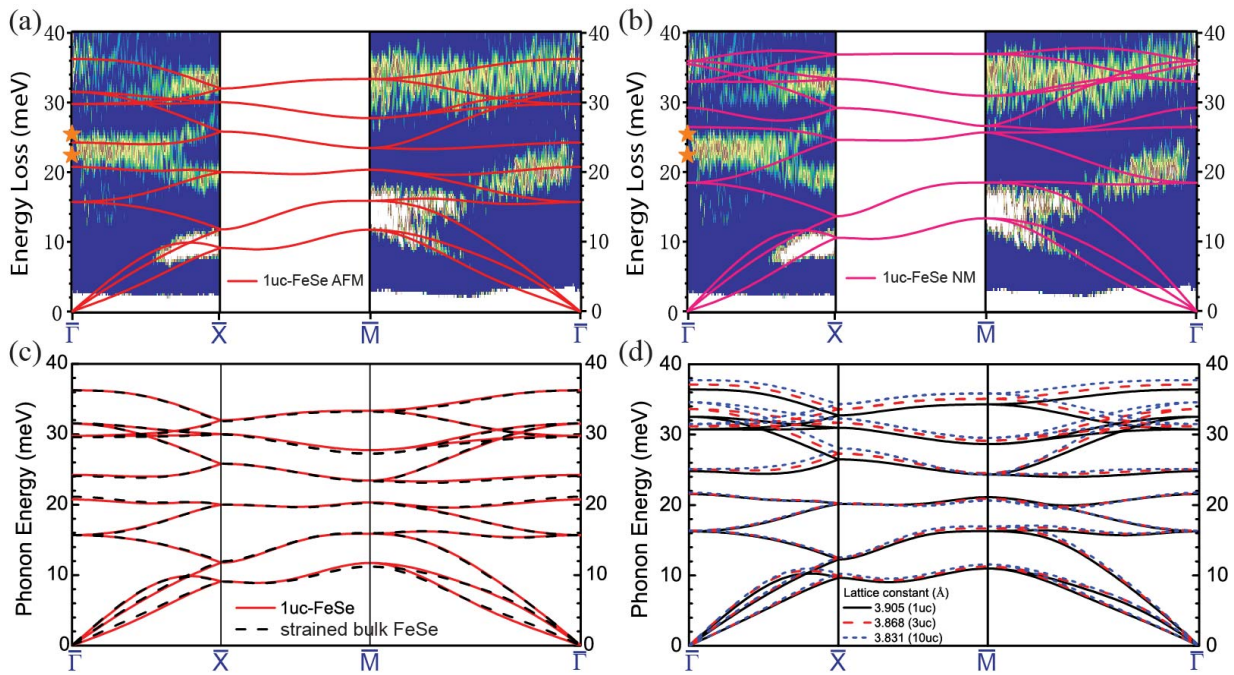 (a)
40
30
20
10
0
Energy Loss (meV)
1uc-FeSe AFM
40
30
20
10
0
Γ̅ X̅ M̅ Γ̅
(b)
40
30
20
10
0
Energy Loss (meV)
1uc-FeSe NM
40
30
20
10
0
Γ̅ X̅ M̅ Γ̅
(c)
40
30
20
10
0
Phonon Energy (meV)
1uc-FeSe
strained bulk FeSe
40
30
20
10
0
Γ̅ X̅ M̅ Γ̅
(d)
40
30
20
10
0
Phonon Energy (meV)
Lattice constant (Å)
3.905 (1uc)
3.868 (3uc)
3.831 (10uc)
40
30
20
10
0
Γ̅ X̅ M̅ Γ̅